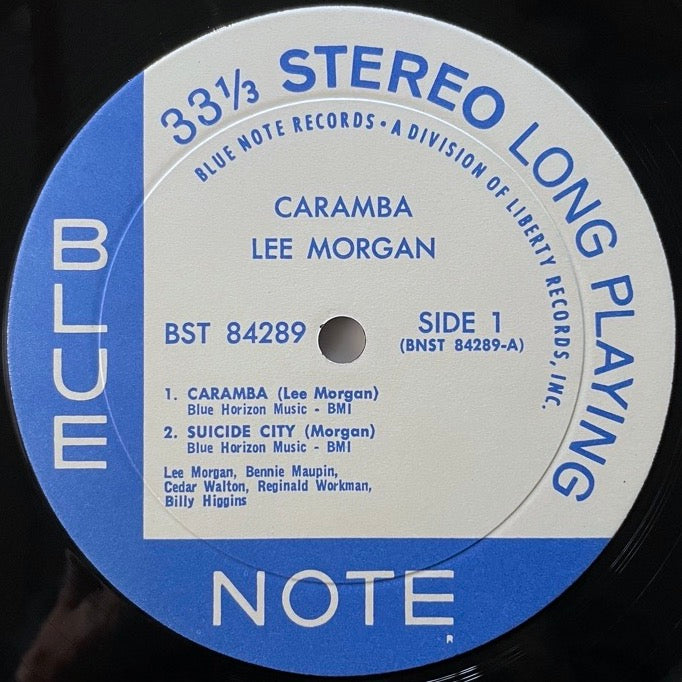 33⅓ STEREO LONG PLAYING
BLUE NOTE RECORDS • A DIVISION OF LIBERTY RECORDS, INC.
CARAMBA
LEE MORGAN
BST 84289
SIDE 1
(BNST 84289-A)
1. CARAMBA (Lee Morgan)
Blue Horizon Music - BMI
2. SUICIDE CITY (Morgan)
Blue Horizon Music - BMI
Lee Morgan, Bennie Maupin,
Cedar Walton, Reginald Workman,
Billy Higgins
BLUE
NOTE
R